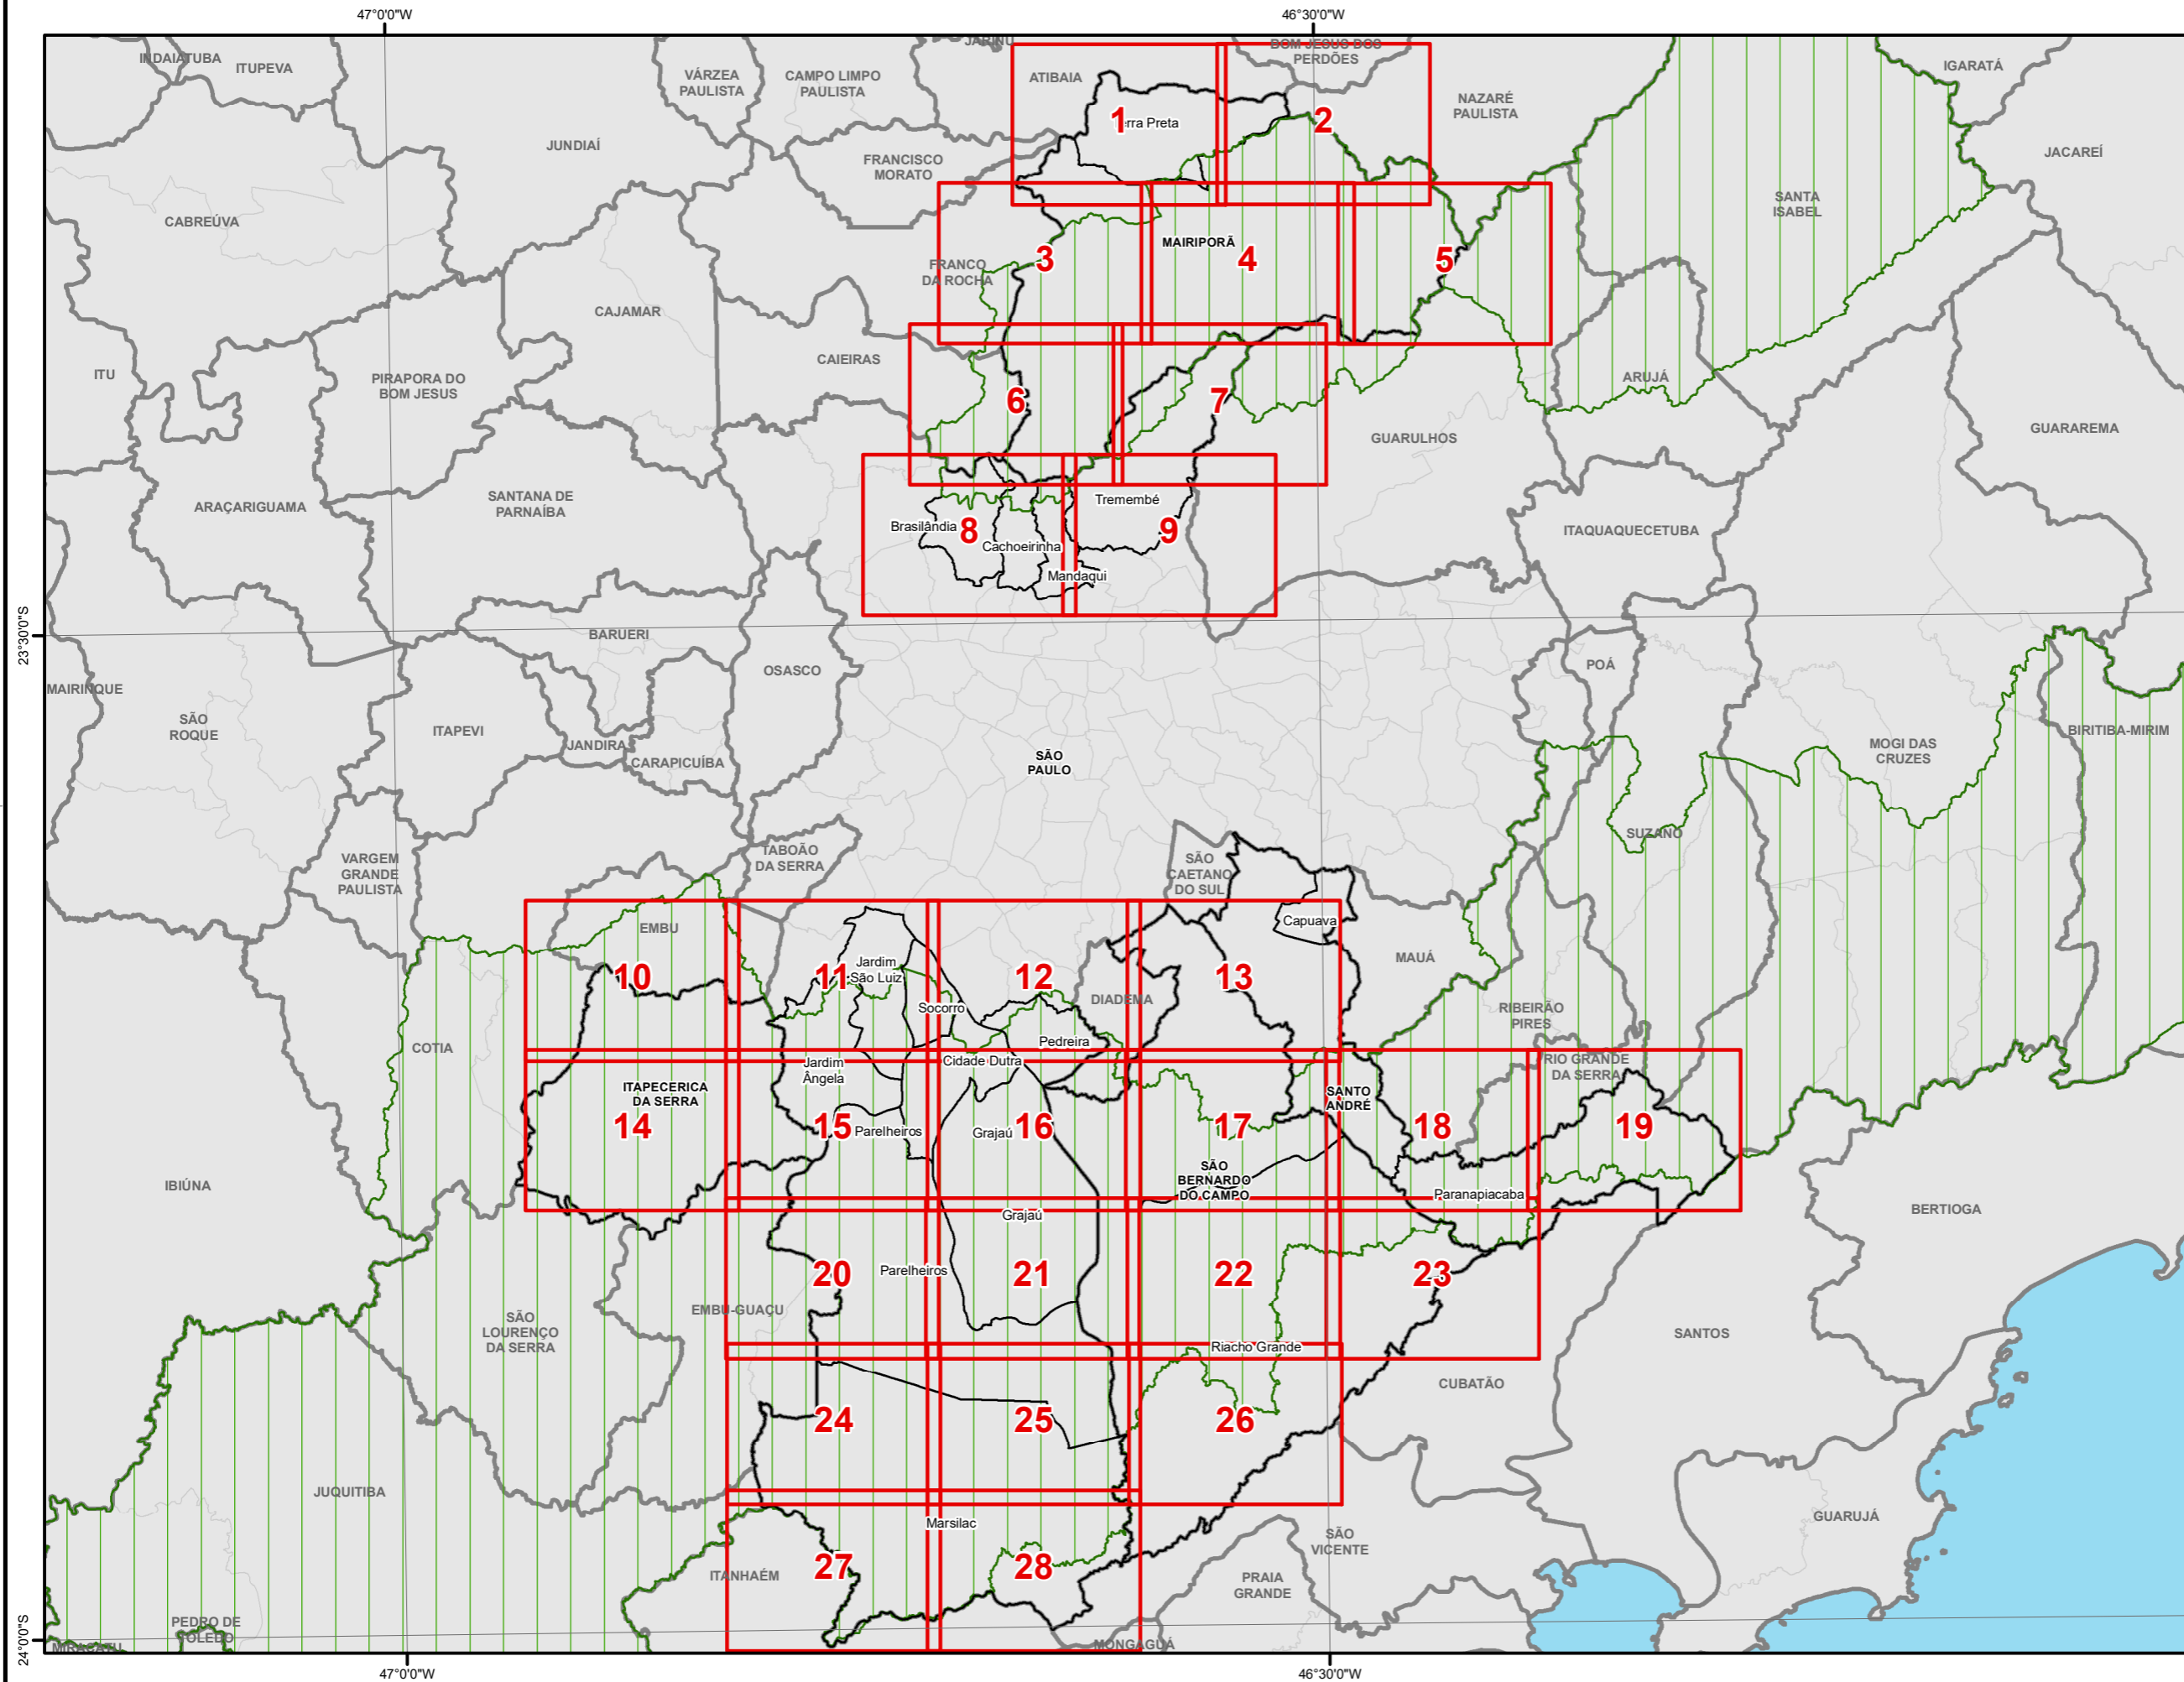 47°0'0"W
46°30'0"W
INDAIATUBA
ITUPEVA
VÁRZEA
PAULISTA
CAMPO LIMPO
PAULISTA
JARINU
ATIBAIA
BOM JESUS DOS
PERDÕES
NAZARÉ
PAULISTA
IGARATÁ
1
erra Preta
2
JUNDIAÍ
FRANCISCO
MORATO
JACAREÍ
CABREÚVA
SANTA
ISABEL
MAIRIPORÃ
3
4
5
FRANCO
DA ROCHA
CAJAMAR
CAIEIRAS
ITU
PIRAPORA DO
BOM JESUS
ARUJÁ
6
7
GUARULHOS
GUARAREMA
ARAÇARIGUAMA
SANTANA DE
PARNAÍBA
Tremembé
Brasilândia
8
9
Cachoeirinha
Mandaqui
ITAQUAQUECETUBA
23°30'0"S
BARUERI
OSASCO
POÁ
MAIRINQUE
SÃO
ROQUE
ITAPEVI
JANDIRA
CARAPICUÍBA
SÃO
PAULO
MOGI DAS
CRUZES
BIRITIBA-MIRIM
SUZANO
VARGEM
GRANDE
PAULISTA
TABOÃO
DA SERRA
SÃO
CAETANO
DO SUL
EMBU
Capuava
MAUÁ
10
11
Jardim
São Luiz
12
13
DIADEMA
Socorro
RIBEIRÃO
PIRES
COTIA
Pedreira
Jardim
Ângela
Cidade Dutra
RIO GRANDE
DA SERRA
ITAPECERICA
DA SERRA
SANTO
ANDRÉ
14
15
Parelheiros
Grajaú
16
17
18
19
SÃO
BERNARDO
DO CAMPO
IBIÚNA
Paranapiacaba
BERTIOGA
Grajaú
20
Parelheiros
21
22
23
SÃO
LOURENÇO
DA SERRA
EMBU-GUAÇU
SANTOS
Riacho Grande
CUBATÃO
24
25
26
JUQUITIBA
Marsilac
SÃO
VICENTE
GUARUJÁ
27
28
ITANHAÉM
PRAIA
GRANDE
PEDRO DE
TOLEDO
MIRACATU
MONGAGUÁ
24°0'0"S
47°0'0"W
46°30'0"W